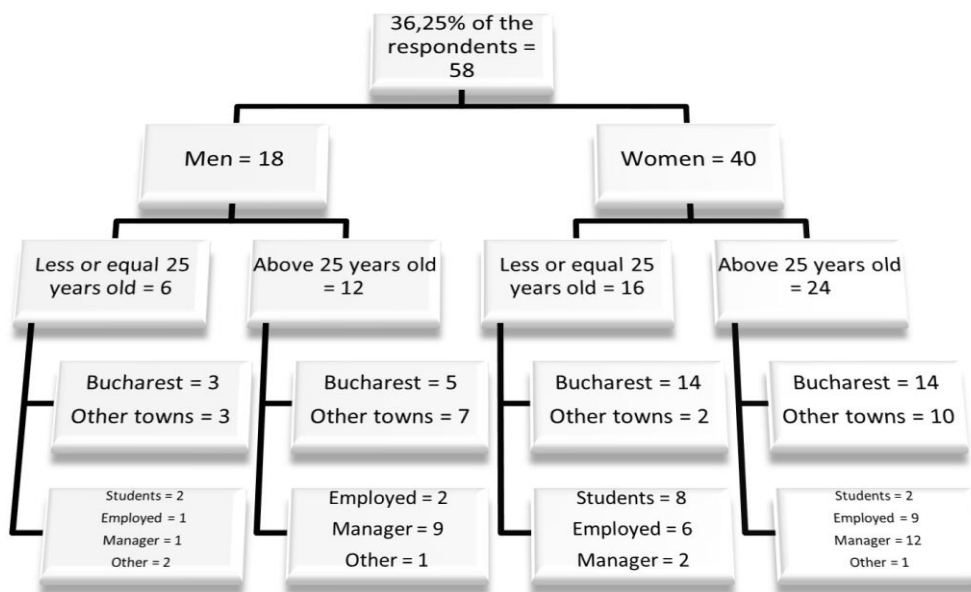 36,25% of the
respondents =
58
Men = 18
Women = 40
Less or equal 25
years old = 6
Above 25 years old
= 12
Less or equal 25
years old = 16
Above 25 years old
= 24
Bucharest = 3
Other towns = 3
Bucharest = 5
Other towns = 7
Bucharest = 14
Other towns = 2
Bucharest = 14
Other towns = 10
Students = 2
Employed = 1
Manager = 1
Other = 2
Employed = 2
Manager = 9
Other = 1
Students = 8
Employed = 6
Manager = 2
Students = 2
Employed = 9
Manager = 12
Other = 1